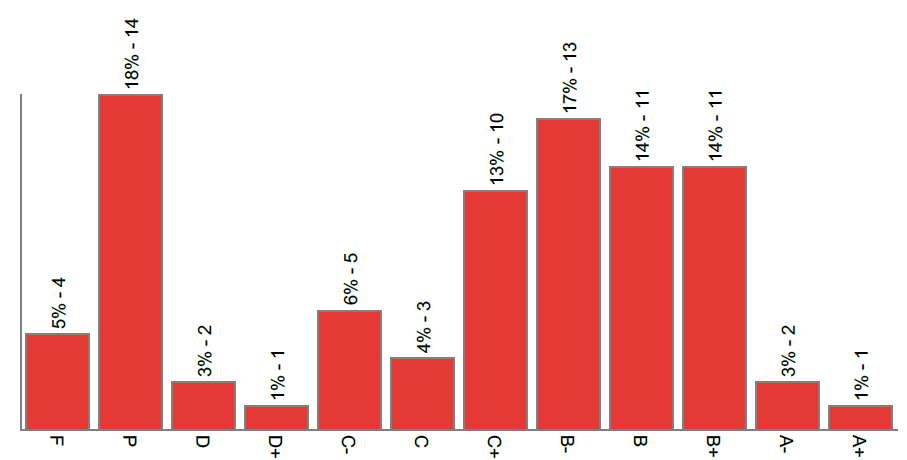 5% - 4
18% - 14
3% - 2
1% - 1
6% - 5
4% - 3
13% - 10
17% - 13
14% - 11
14% - 11
3% - 2
1% - 1
F
P
D
D+
C-
C
C+
B-
B
B+
A-
A+